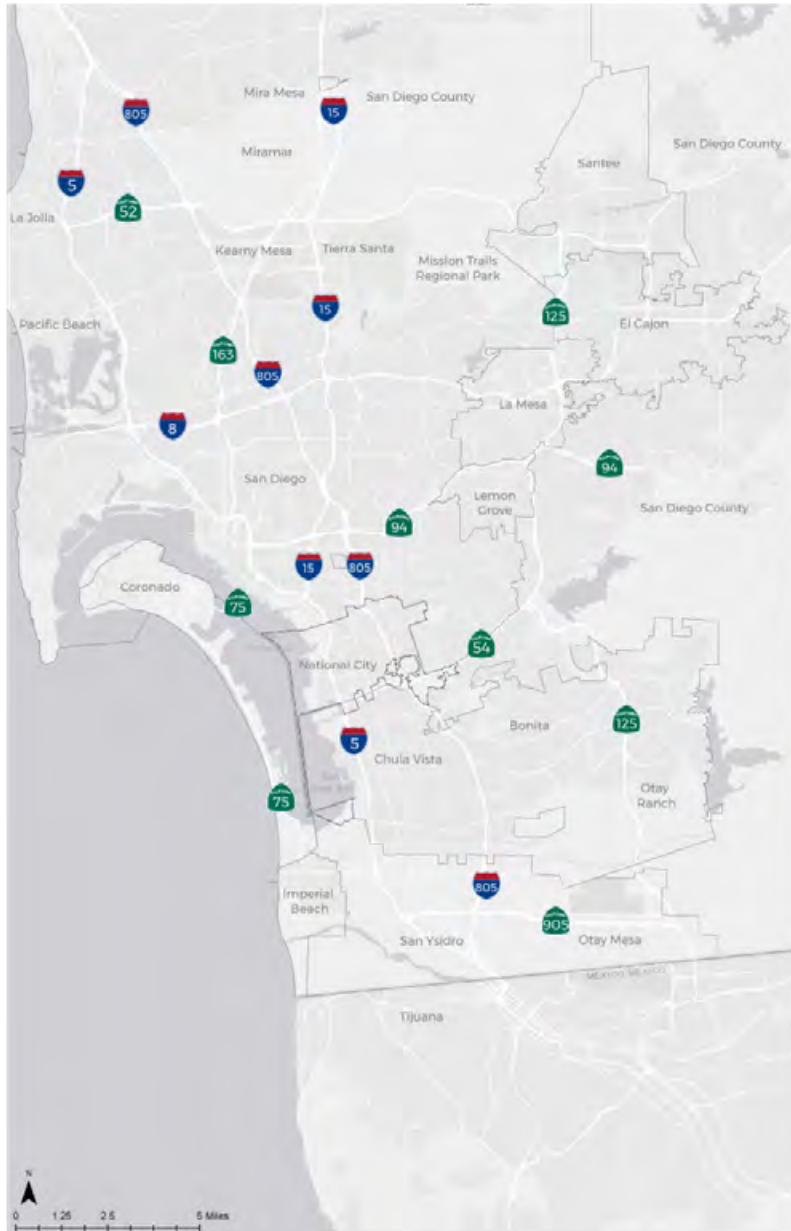 Mira Mesa
805
15
San Diego County
Miramar
Santee
San Diego County
5
52
La Jolla
Kearny Mesa
Tierra Santa
Mission Trails
Regional Park
15
125
Pacific Beach
El Cajon
163
805
La Mesa
8
94
San Diego
Lemon
Grove
San Diego County
94
15
805
Coronado
75
54
National City
125
Bonita
5
Chula Vista
Otay
Ranch
75
805
Imperial
Beach
905
San Ysidro
Otay Mesa
MEXICO MEXICO
Tijuana
N
0 1.25 2.5 5 Miles